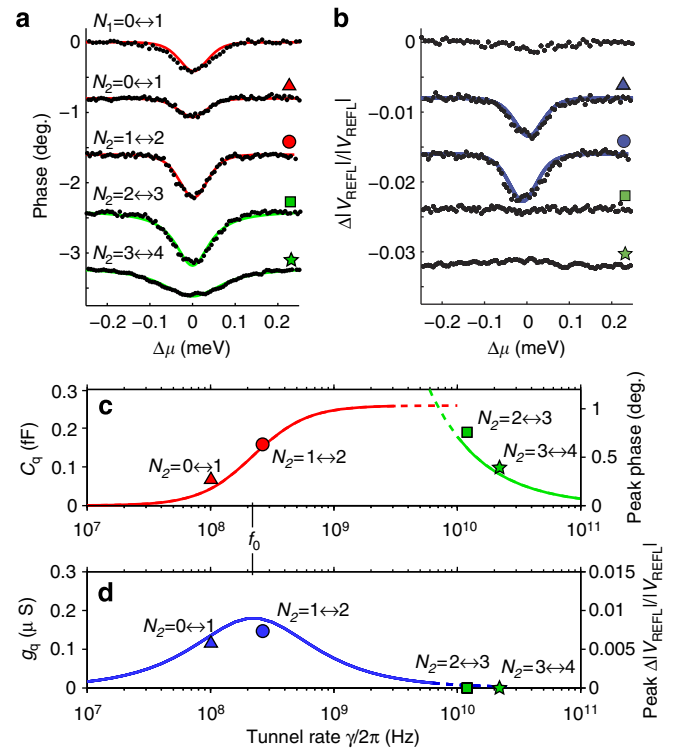 a
N1=0↔1
N2=0↔1
N2=1↔2
N2=2↔3
N2=3↔4
0
−1
−2
−3
Phase (deg.)
−0.2 −0.1 0 0.1 0.2
Δμ (meV)
b
0
−0.01
−0.02
−0.03
Δ|VREFL|/|VREFL|
−0.2 −0.1 0 0.1 0.2
Δμ (meV)
c
0.3
0.2
0.1
0
Cq (fF)
N2=0↔1
N2=1↔2
N2=2↔3
N2=3↔4
1
0.5
0
Peak phase (deg.)
10^7 10^8 10^9 10^10 10^11
f0
d
0.3
0.2
0.1
0
gq (μ S)
N2=0↔1
N2=1↔2
N2=2↔3
N2=3↔4
0.015
0.01
0.005
0
Peak Δ|VREFL|/|VREFL|
10^7 10^8 10^9 10^10 10^11
Tunnel rate γ/2π (Hz)